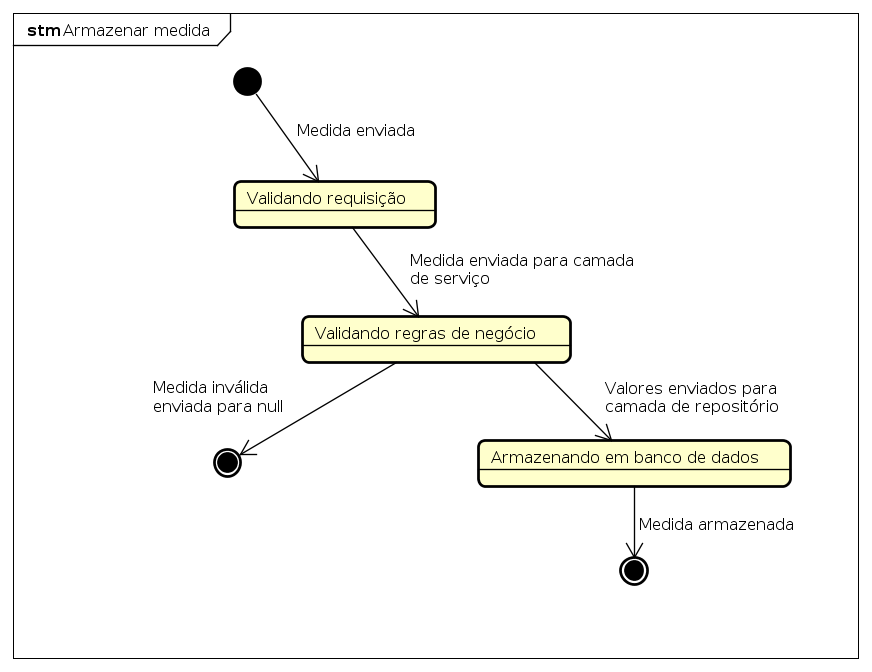 stm Armazenar medida
Medida enviada
Validando requisição
Medida enviada para camada
de serviço
Validando regras de negócio
Medida inválida
enviada para null
Valores enviados para
camada de repositório
Armazenando em banco de dados
Medida armazenada